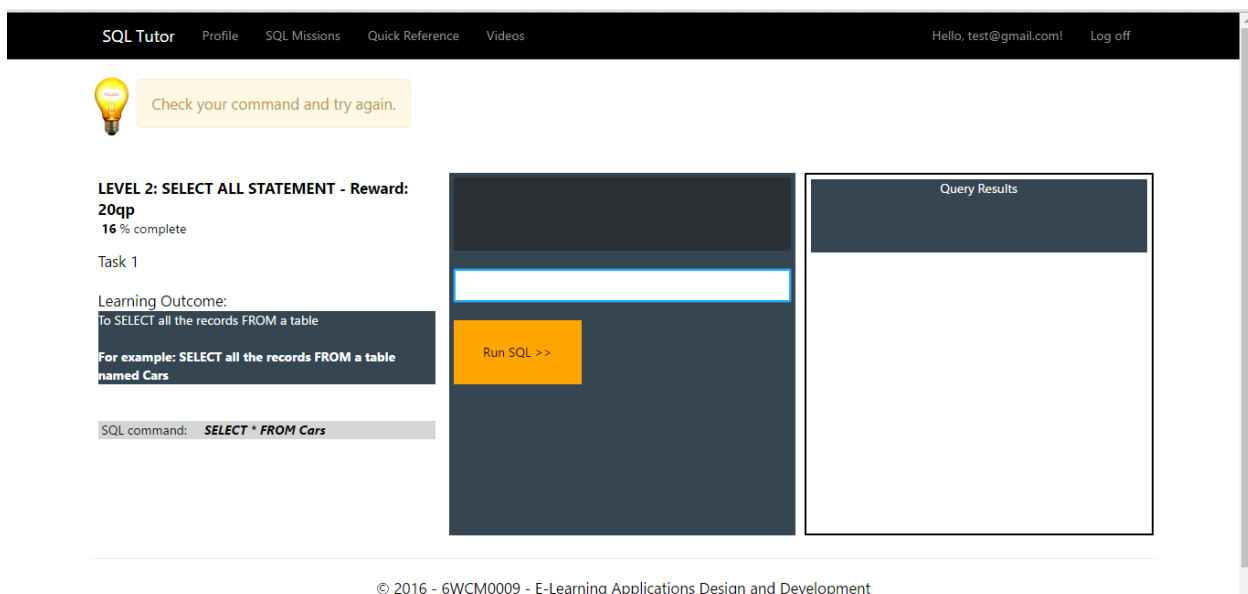 SQL Tutor Profile SQL Missions Quick Reference Videos Hello, test@gmail.com! Log off
Check your command and try again.
LEVEL 2: SELECT ALL STATEMENT - Reward:
20qp
16 % complete
Task 1
Learning Outcome:
To SELECT all the records FROM a table
For example: SELECT all the records FROM a table
named Cars
SQL command: SELECT * FROM Cars
Run SQL >>
Query Results
© 2016 - 6WCM0009 - E-Learning Applications Design and Development